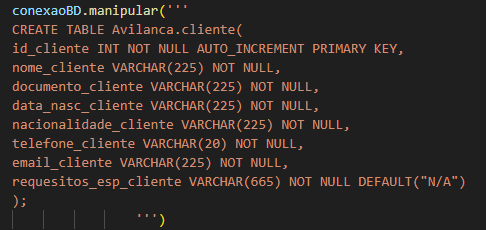 conexaoBD.manipular('''
CREATE TABLE Avilanca.cliente(
id_cliente INT NOT NULL AUTO_INCREMENT PRIMARY KEY,
nome_cliente VARCHAR(225) NOT NULL,
documento_cliente VARCHAR(225) NOT NULL,
data_nasc_cliente VARCHAR(225) NOT NULL,
nacionalidade_cliente VARCHAR(225) NOT NULL,
telefone_cliente VARCHAR(20) NOT NULL,
email_cliente VARCHAR(225) NOT NULL,
requesitos_esp_cliente VARCHAR(665) NOT NULL DEFAULT("N/A")
);
''')